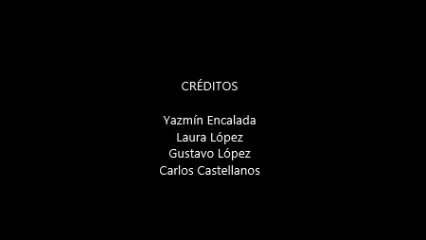 CRÉDITOS
Yazmín Encalada
Laura López
Gustavo López
Carlos Castellanos